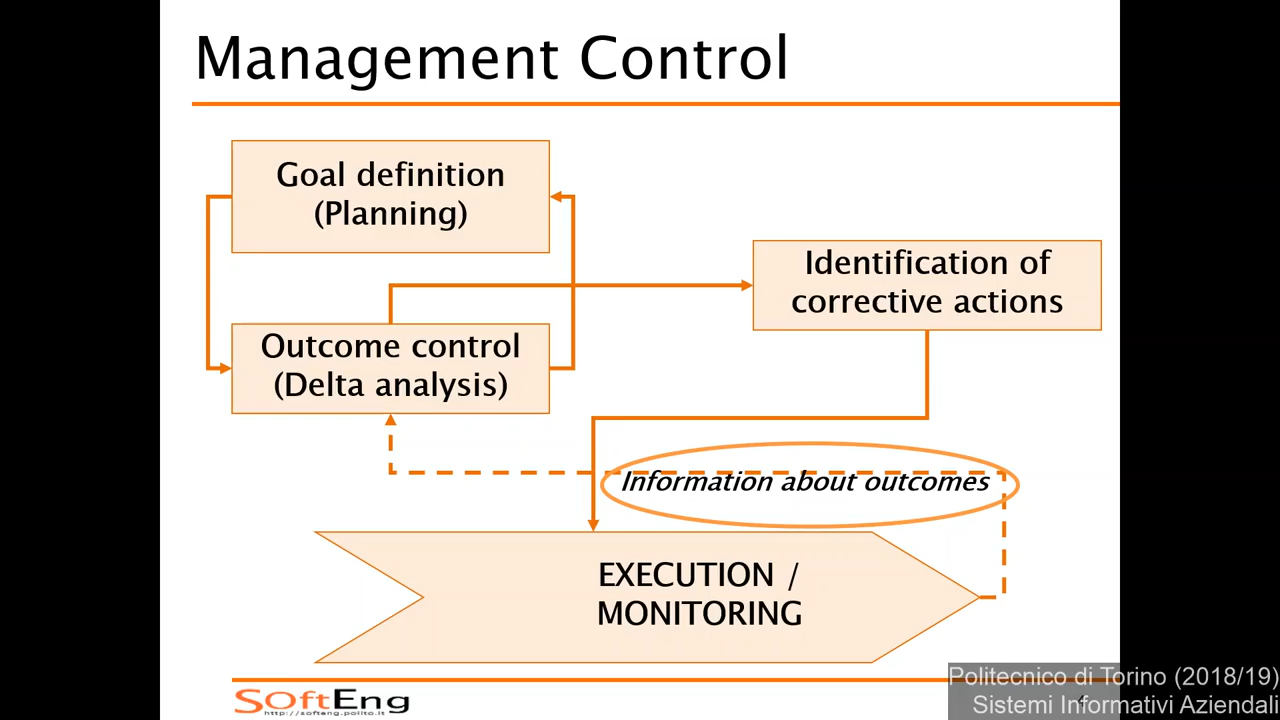 Management Control
Goal definition
(Planning)
Identification of
corrective actions
Outcome control
(Delta analysis)
Information about outcomes
EXECUTION /
MONITORING
SoftEng
http://softeng.polito.it
Politecnico di Torino (2018/19)
Sistemi Informativi Aziendali